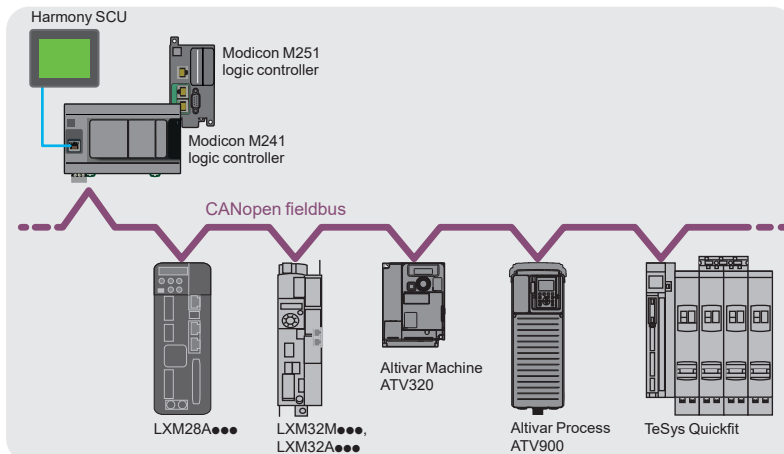 Harmony SCU
Modicon M251
logic controller
Modicon M241
logic controller
CANopen fieldbus
LXM28A●●●
LXM32M●●●,
LXM32A●●●
Altivar Machine
ATV320
Altivar Process
ATV900
TeSys Quickfit